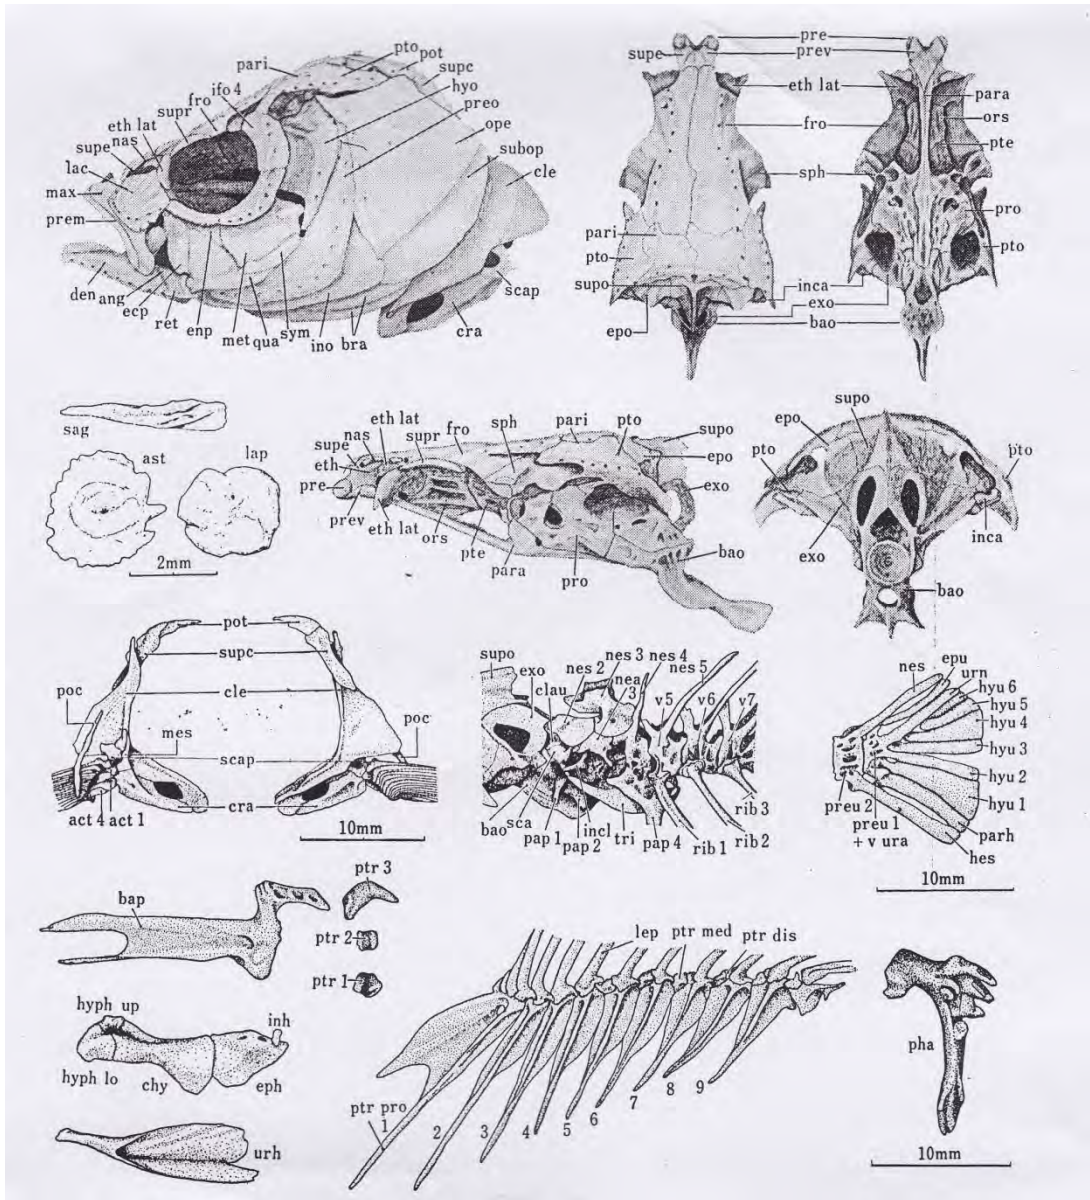 pto
pot
pari
supc
ifo 4
hyo
fro
preo
supr
ope
eth lat
nas
subop
supe
cle
lac
max
prem
den
ang
ecp
ret
enp
met
qua
sym
ino
bra
cra
scap
pre
supe
prev
eth lat
para
ors
fro
pte
sph
pro
pari
pto
pto
supo
inca
exo
epo
bao
sag
ast
lap
2mm
supe
nas
eth lat
supr
fro
sph
pari
pto
supo
eth
epo
pre
exo
prev
eth lat
ors
pte
para
pro
bao
supo
epo
pto
pto
exo
inca
bao
pot
supc
cle
poc
poc
mes
scap
cra
act 4
act 1
10mm
supo
exo
clau
nes 2
nes 3
nea 3
nes 4
nes 5
v5
v6
v7
bao
sca
pap 1
pap 2
incl
tri
pap 4
rib 1
rib 2
rib 3
nes
epu
urn
hyu 6
hyu 5
hyu 4
hyu 3
hyu 2
hyu 1
preu 2
preu 1
+ v ura
parh
hes
10mm
bap
ptr 3
ptr 2
ptr 1
hyph up
inh
hyph lo
chy
eph
urh
lep
ptr med
ptr dis
ptr pro
1
2
3
4
5
6
7
8
9
pha
10mm